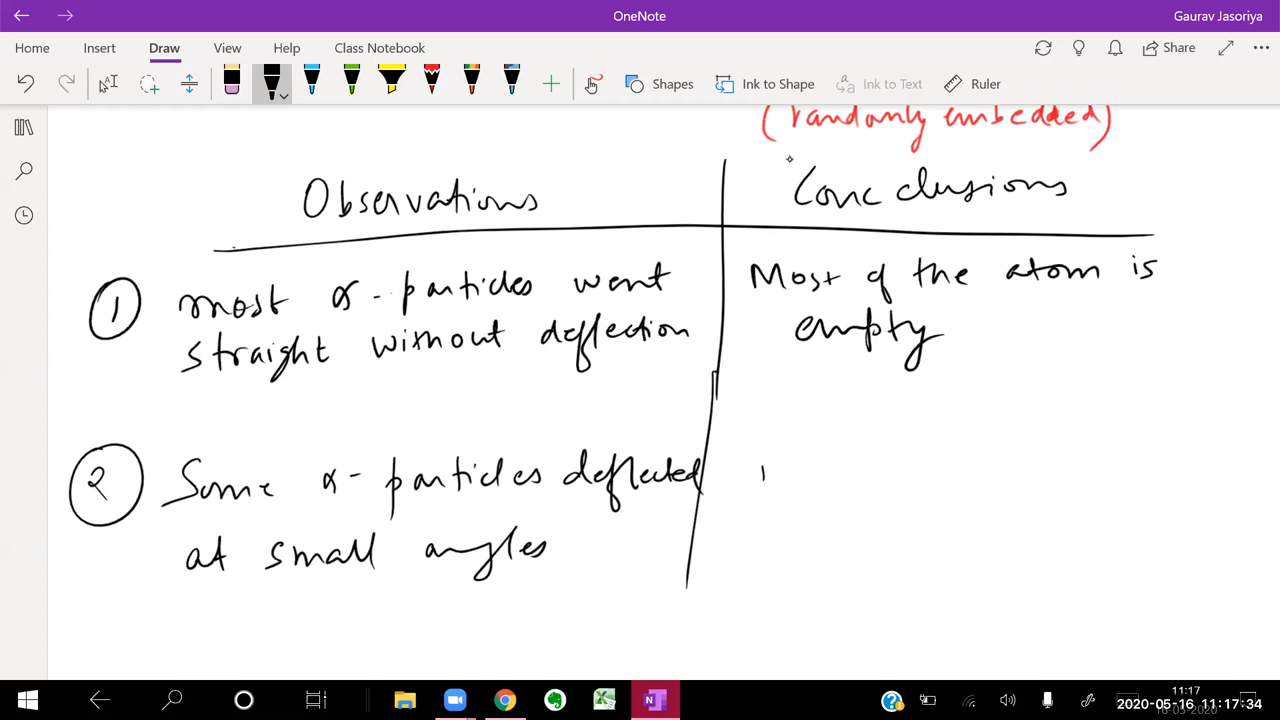 OneNote
Gaurav Jasoriya
Home Insert Draw View Help Class Notebook
Share
Shapes Ink to Shape Ink to Text Ruler
(randomly embedded)
Observations
Conclusions
1 most α-particles went
straight without deflection
Most of the atom is
empty
2 Some α-particles deflected
at small angles
11:17
2020-05-16 11:17:34